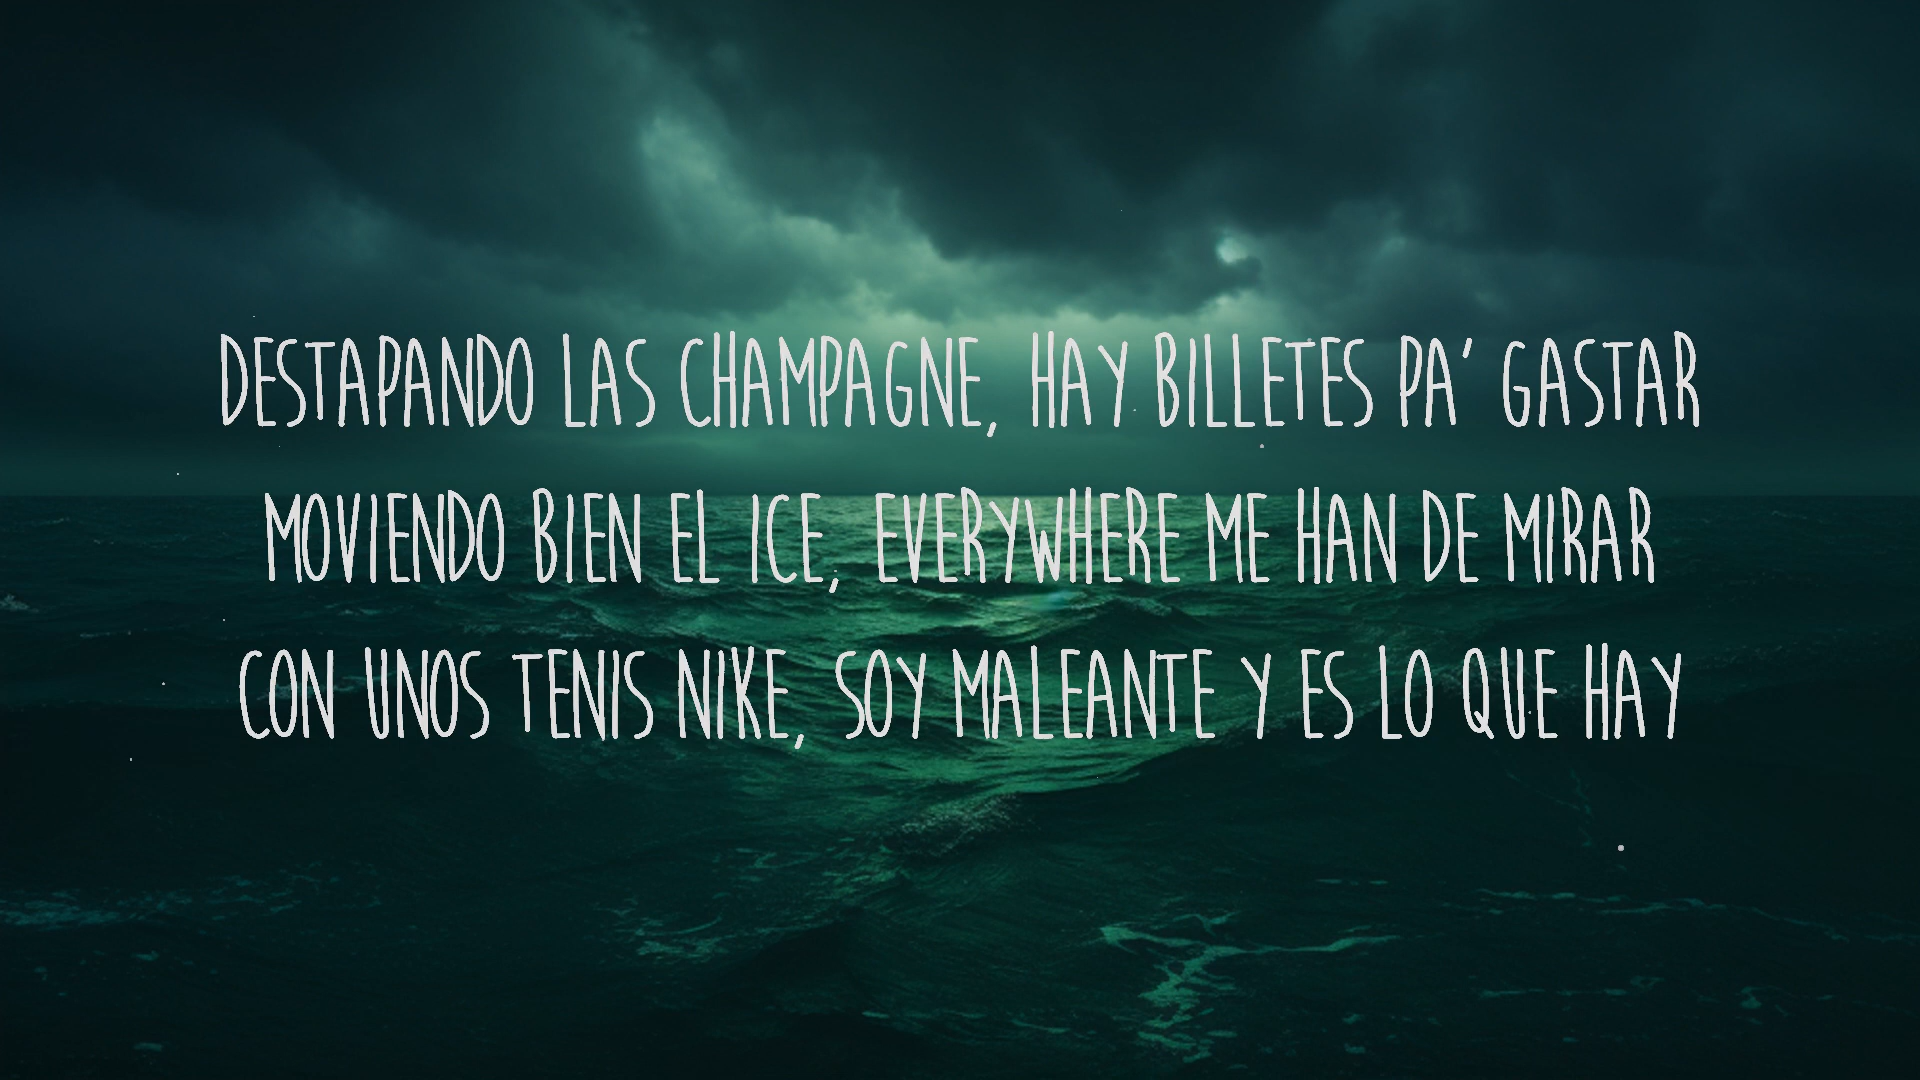 DESTAPANDO LAS CHAMPAGNE, HAY BILLETES PA' GASTAR
MOVIENDO BIEN EL ICE, EVERYWHERE ME HAN DE MIRAR
CON UNOS TENIS NIKE, SOY MALEANTE Y ES LO QUE HAY